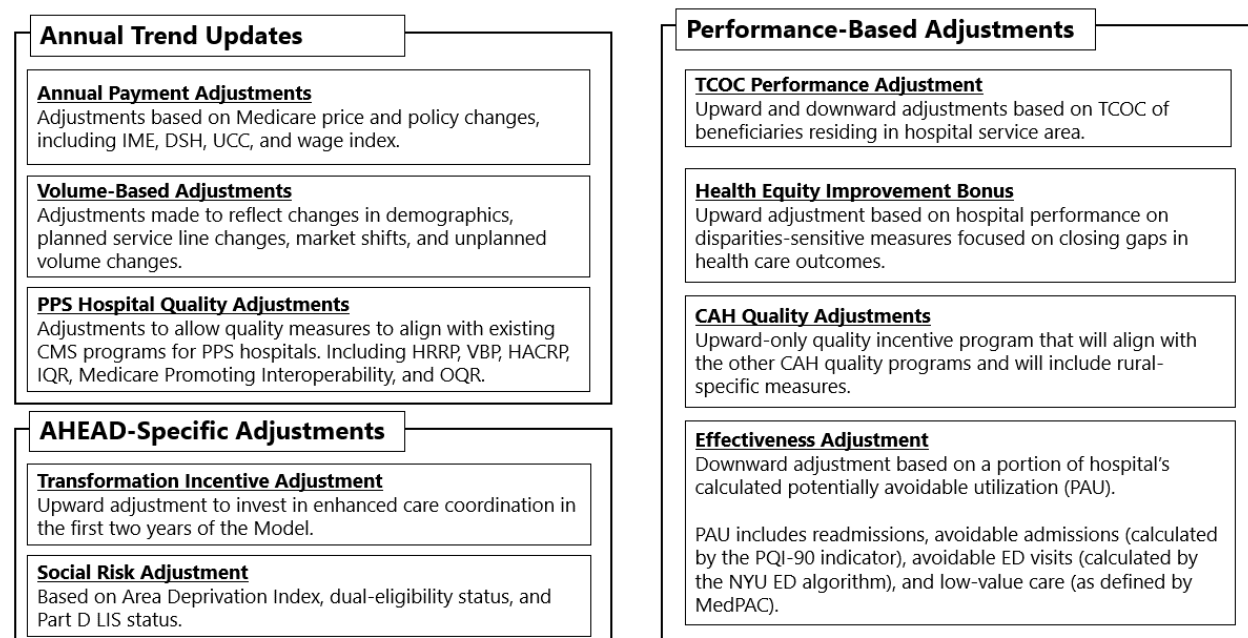 Annual Trend Updates
Annual Payment Adjustments
Adjustments based on Medicare price and policy changes,
including IME, DSH, UCC, and wage index.
Volume-Based Adjustments
Adjustments made to reflect changes in demographics,
planned service line changes, market shifts, and unplanned
volume changes.
PPS Hospital Quality Adjustments
Adjustments to allow quality measures to align with existing
CMS programs for PPS hospitals. Including HRRP, VBP, HACRP,
IQR, Medicare Promoting Interoperability, and OQR.
AHEAD-Specific Adjustments
Transformation Incentive Adjustment
Upward adjustment to invest in enhanced care coordination in
the first two years of the Model.
Social Risk Adjustment
Based on Area Deprivation Index, dual-eligibility status, and
Part D LIS status.
Performance-Based Adjustments
TCOC Performance Adjustment
Upward and downward adjustments based on TCOC of
beneficiaries residing in hospital service area.
Health Equity Improvement Bonus
Upward adjustment based on hospital performance on
disparities-sensitive measures focused on closing gaps in
health care outcomes.
CAH Quality Adjustments
Upward-only quality incentive program that will align with
the other CAH quality programs and will include rural-
specific measures.
Effectiveness Adjustment
Downward adjustment based on a portion of hospital's
calculated potentially avoidable utilization (PAU).
PAU includes readmissions, avoidable admissions (calculated
by the PQI-90 indicator), avoidable ED visits (calculated by
the NYU ED algorithm), and low-value care (as defined by
MedPAC).